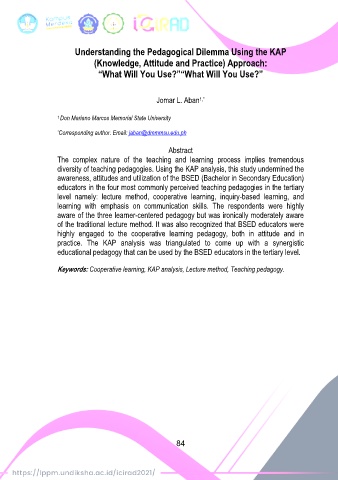 Kampus
Merdeka
iCIRAD
Understanding the Pedagogical Dilemma Using the KAP
(Knowledge, Attitude and Practice) Approach:
“What Will You Use?”“What Will You Use?”
Jomar L. Aban1,*
1 Don Mariano Marcos Memorial State University
*Corresponding author. Email: jaban@dmmmsu.edu.ph
Abstract
The complex nature of the teaching and learning process implies tremendous
diversity of teaching pedagogies. Using the KAP analysis, this study undermined the
awareness, attitudes and utilization of the BSED (Bachelor in Secondary Education)
educators in the four most commonly perceived teaching pedagogies in the tertiary
level namely: lecture method, cooperative learning, inquiry-based learning, and
learning with emphasis on communication skills. The respondents were highly
aware of the three learner-centered pedagogy but was ironically moderately aware
of the traditional lecture method. It was also recognized that BSED educators were
highly engaged to the cooperative learning pedagogy, both in attitude and in
practice. The KAP analysis was triangulated to come up with a synergistic
educational pedagogy that can be used by the BSED educators in the tertiary level.
Keywords: Cooperative learning, KAP analysis, Lecture method, Teaching pedagogy.
84
https://lppm.undiksha.ac.id/icirad2021/